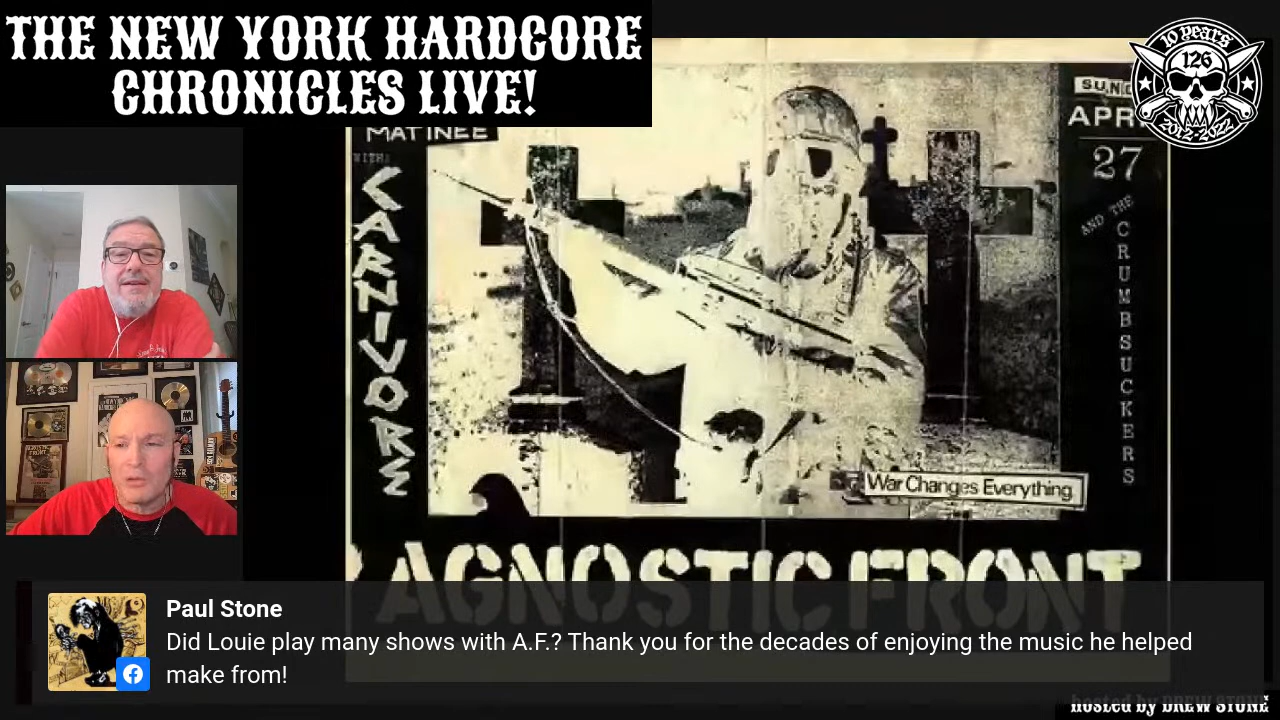 THE NEW YORK HARDCORE
CHRONICLES LIVE!
10 years
126
2012-2022
MATINEE
WITH:
CARNIVORE
27
AND THE
CRUMBSUCKERS
War Changes Everything.
AGNOSTIC FRONT
Paul Stone
Did Louie play many shows with A.F.? Thank you for the decades of enjoying the music he helped
make from!
hosted by DREW STONE